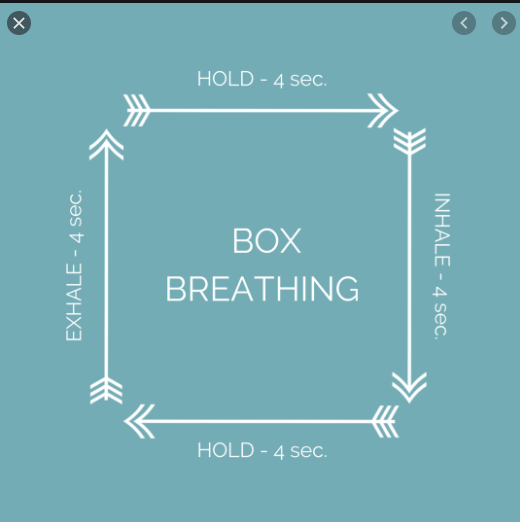 HOLD - 4 sec.
EXHALE - 4 sec.
BOX
BREATHING
INHALE - 4 sec.
HOLD - 4 sec.